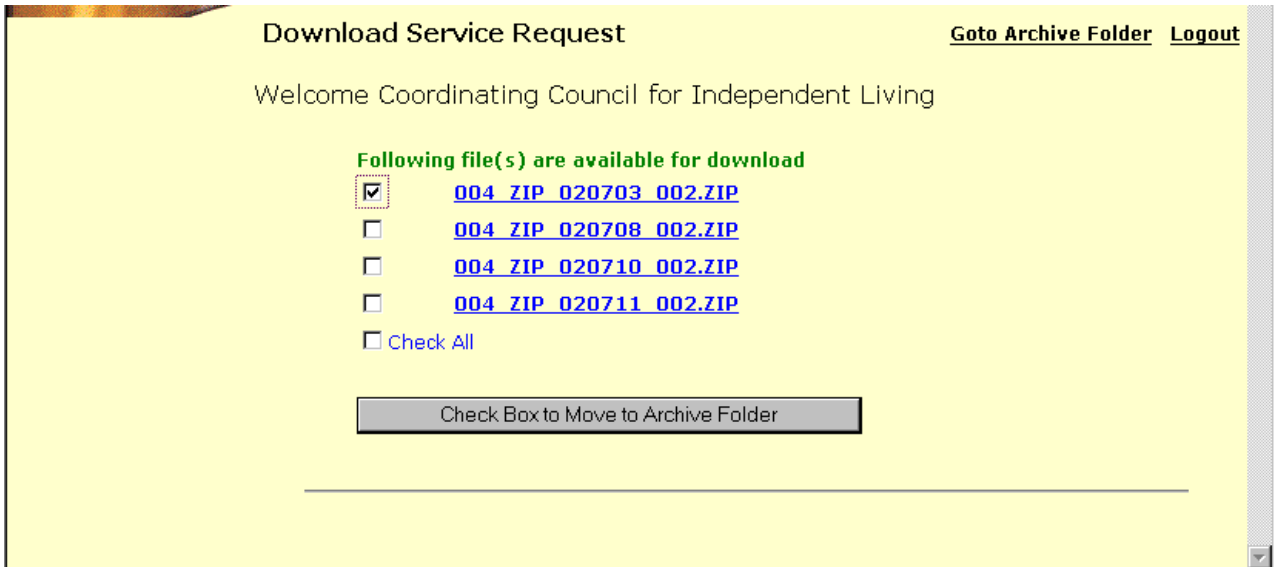 Download Service Request
Goto Archive Folder Logout
Welcome Coordinating Council for Independent Living
Following file(s) are available for download
004_ZIP_020703_002.ZIP
004_ZIP_020708_002.ZIP
004_ZIP_020710_002.ZIP
004_ZIP_020711_002.ZIP
Check All
Check Box to Move to Archive Folder